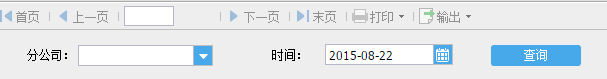 首页 上一页 下一页 末页 打印 输出
分公司： 时间： 2015-08-22 查询